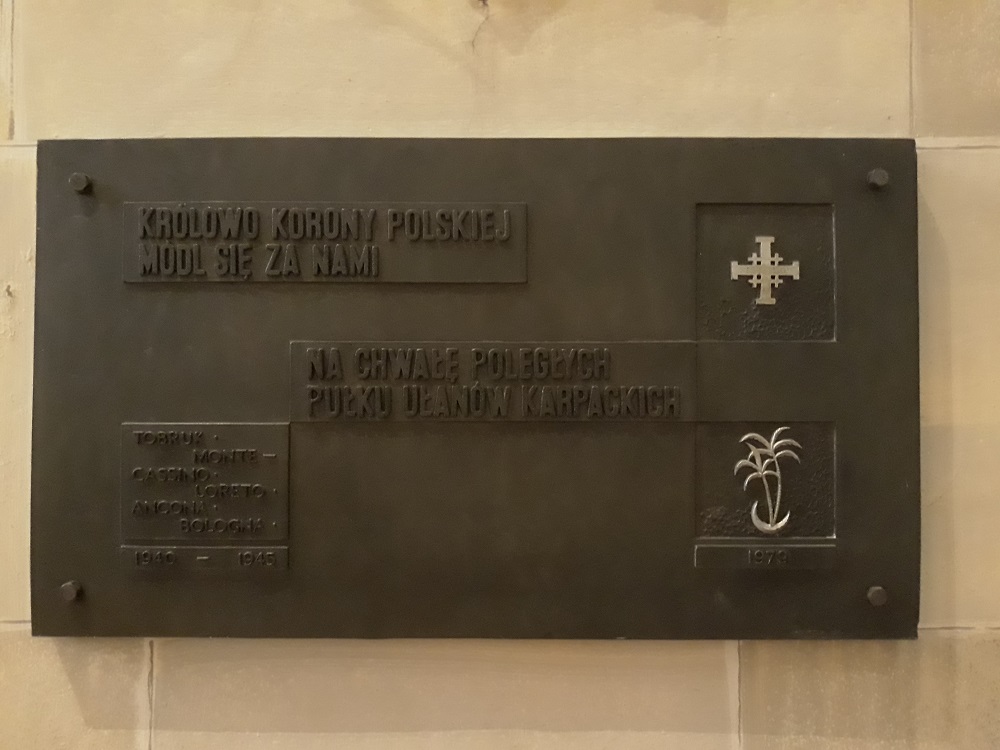 KRÓLOWO KORONY POLSKIEJ
MÓDL SIĘ ZA NAMI
NA CHWAŁĘ POLEGŁYCH
PUŁKU UŁANÓW KARPACKICH
TOBRUK ·
MONTE –
CASSINO ·
LORETO ·
ANCONA ·
BOLOGNA ·
1940 – 1945
1979